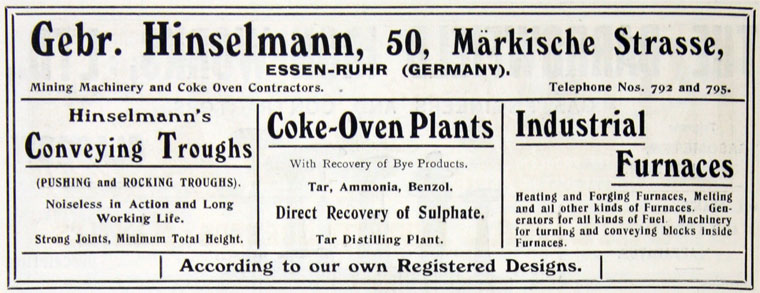 Gebr. Hinselmann, 50, Märkische Strasse,
ESSEN-RUHR (GERMANY).
Mining Machinery and Coke Oven Contractors. Telephone Nos. 792 and 795.
Hinselmann's
Conveying Troughs
(PUSHING and ROCKING TROUGHS).
Noiseless in Action and Long
Working Life.
Strong Joints, Minimum Total Height.
Coke-Oven Plants
With Recovery of Bye Products.
Tar, Ammonia, Benzol.
Direct Recovery of Sulphate.
Tar Distilling Plant.
Industrial
Furnaces
Heating and Forging Furnaces, Melting
and all other kinds of Furnaces. Gen-
erators for all kinds of Fuel. Machinery
for turning and conveying blocks inside
Furnaces.
According to our own Registered Designs.